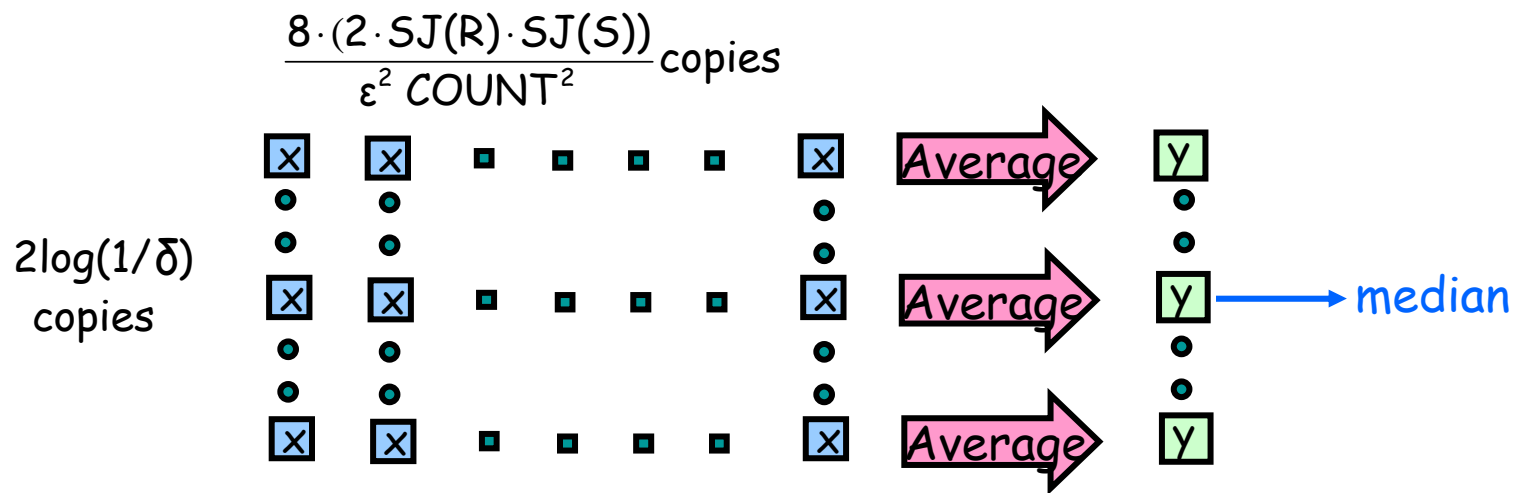 8·(2·SJ(R)·SJ(S))
ε² COUNT²
copies
x x x Average y
2log(1/δ)
copies
x x x Average y median
x x x Average y